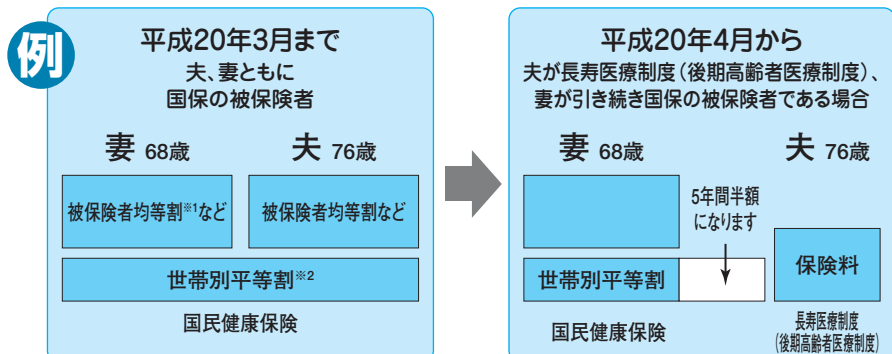 例
平成20年3月まで
夫、妻ともに
国保の被保険者
妻 68歳
夫 76歳
被保険者均等割※1など
被保険者均等割など
世帯別平等割※2
国民健康保険
平成20年4月から
夫が長寿医療制度(後期高齢者医療制度)、
妻が引き続き国保の被保険者である場合
妻 68歳
夫 76歳
5年間半額
になります
世帯別平等割
保険料
国民健康保険
長寿医療制度
(後期高齢者医療制度)